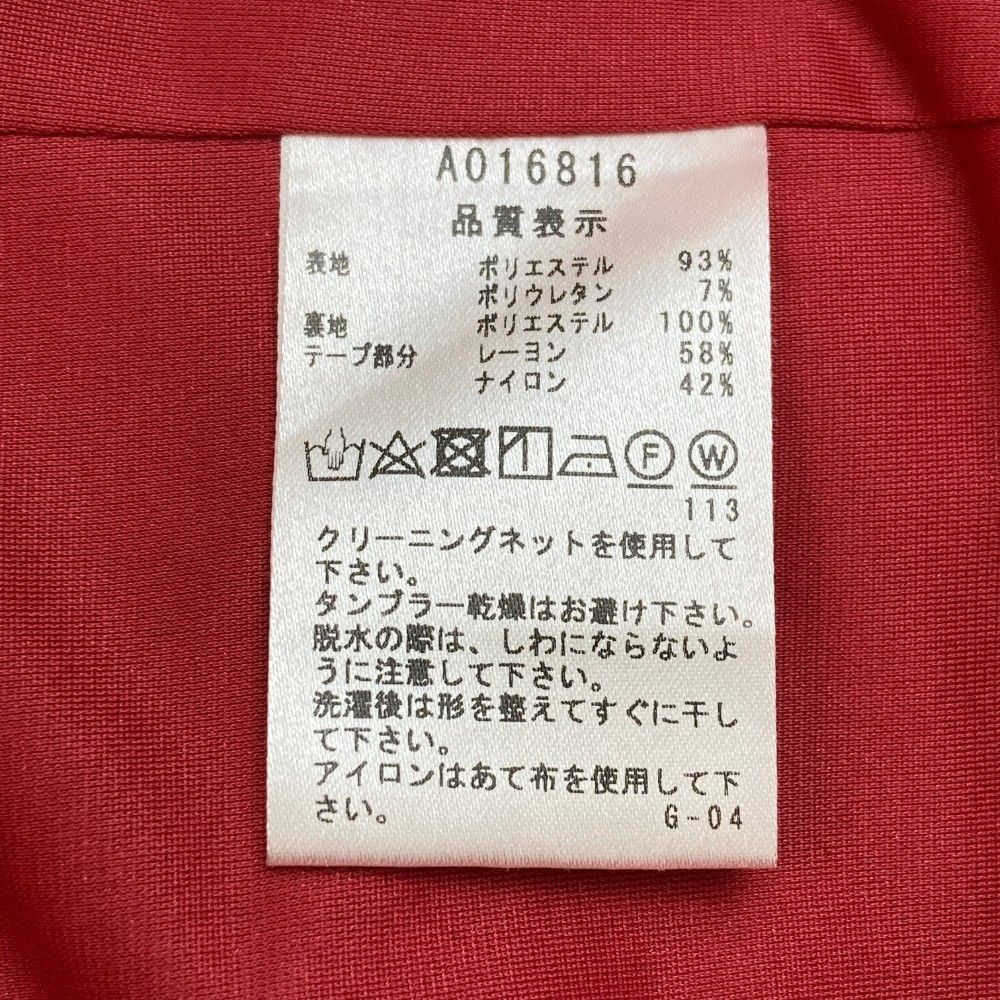 A016816
品質表示
表地 ポリエステル 93%
ポリウレタン 7%
裏地 ポリエステル 100%
テープ部分 レーヨン 58%
ナイロン 42%
F W
113
クリーニングネットを使用して
下さい。
タンブラー乾燥はお避け下さい。
脱水の際は、しわにならないよ
うに注意して下さい。
洗濯後は形を整えてすぐに干し
て下さい。
アイロンはあて布を使用して下
さい。 G-04